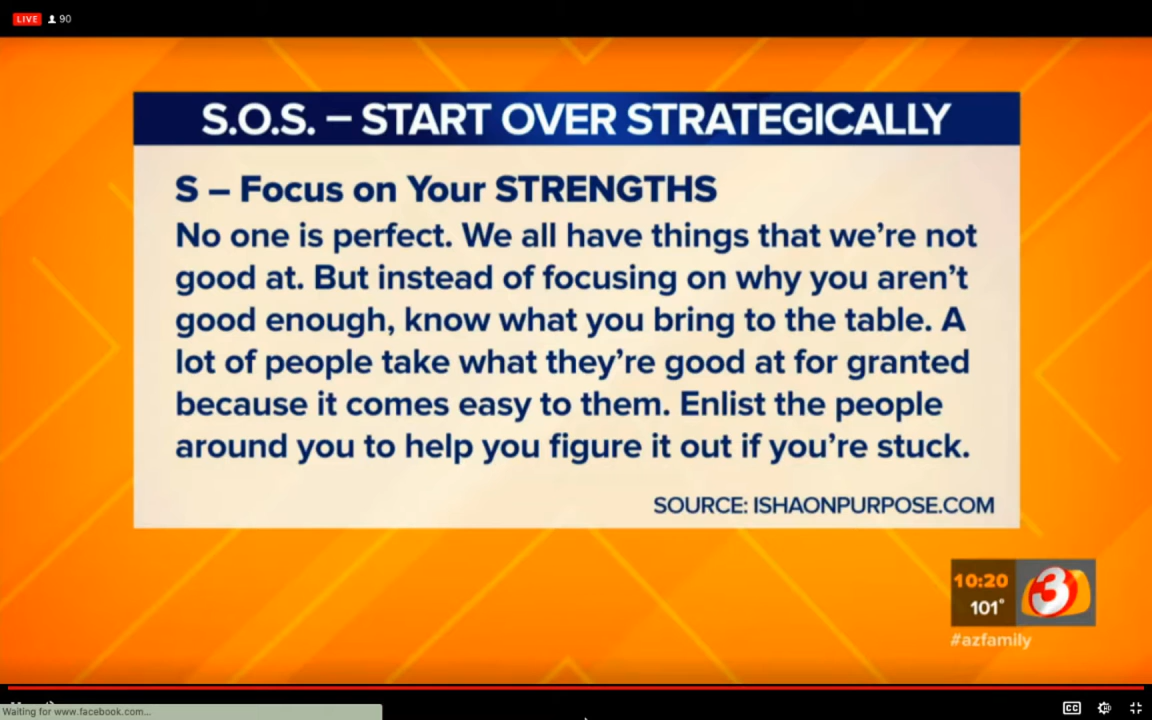 LIVE 90
S.O.S. – START OVER STRATEGICALLY
S – Focus on Your STRENGTHS
No one is perfect. We all have things that we're not
good at. But instead of focusing on why you aren't
good enough, know what you bring to the table. A
lot of people take what they're good at for granted
because it comes easy to them. Enlist the people
around you to help you figure it out if you're stuck.
SOURCE: ISHAONPURPOSE.COM
10:20
101°
3
#azfamily
Waiting for www.facebook.com...
CC